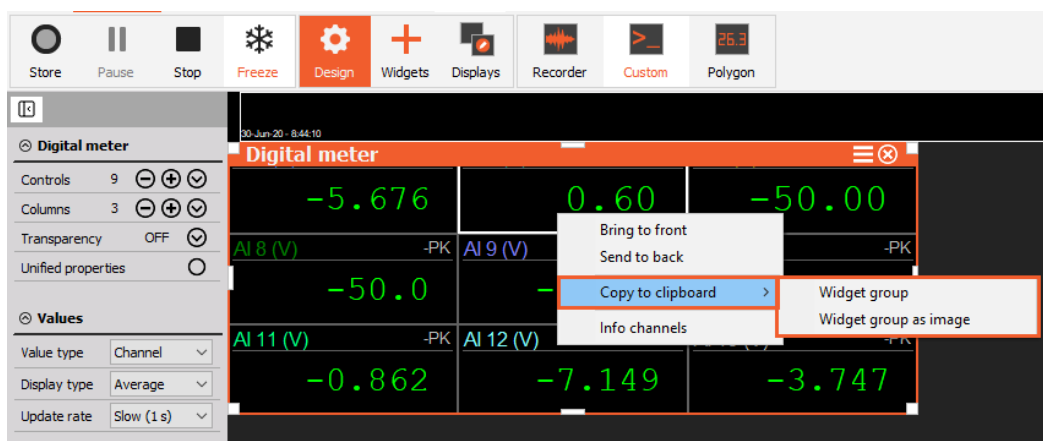 Store Pause Stop Freeze Design Widgets Displays Recorder Custom Polygon
26.3
30-Jun-20 - 8:44:10
Digital meter
Controls 9
Columns 3
Transparency OFF
Unified properties
Values
Value type Channel
Display type Average
Update rate Slow (1 s)
Digital meter
-5.676 0.60 -50.00
AI 8 (V) -PK AI 9 (V) -PK
-50.0 -
AI 11 (V) -PK AI 12 (V) -PK
-0.862 -7.149 -3.747
Bring to front
Send to back
Copy to clipboard >
Info channels
Widget group
Widget group as image